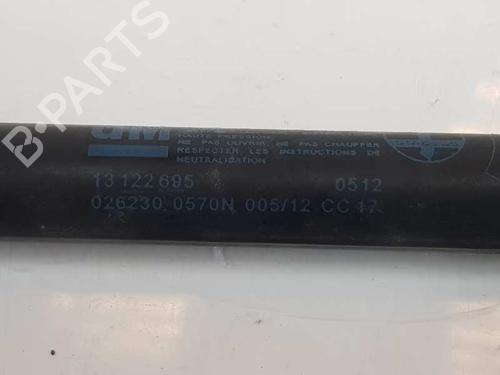 B-PARTS
GM
HAUTE PRESSION
NE PAS OUVRIR NE PAS CHAUFFER
RESPECTER LES INSTRUCTIONS DE
NEUTRALISATION
13 122 695 0512
026230 0570N 005/12 CC 17